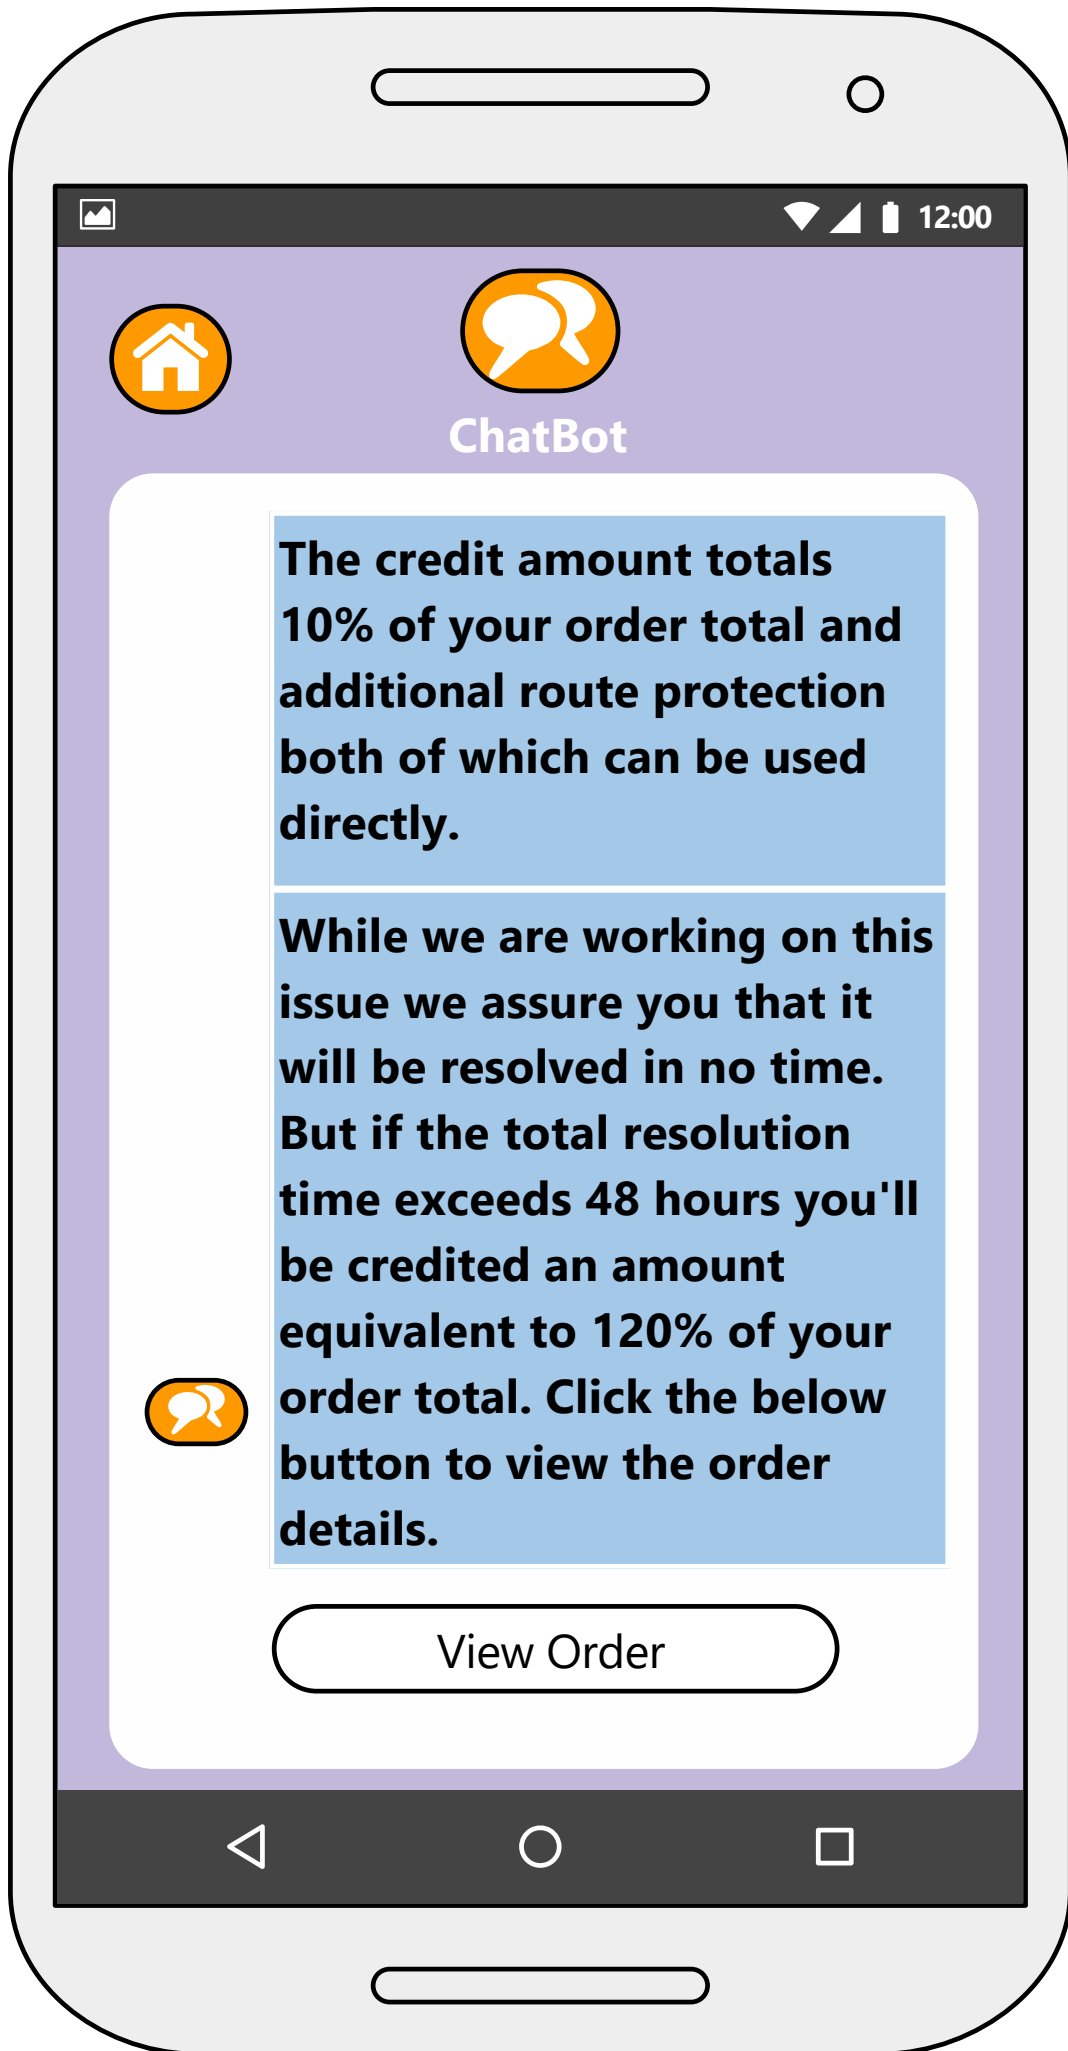 12:00
ChatBot
The credit amount totals
10% of your order total and
additional route protection
both of which can be used
directly.
While we are working on this
issue we assure you that it
will be resolved in no time.
But if the total resolution
time exceeds 48 hours you'll
be credited an amount
equivalent to 120% of your
order total. Click the below
button to view the order
details.
View Order